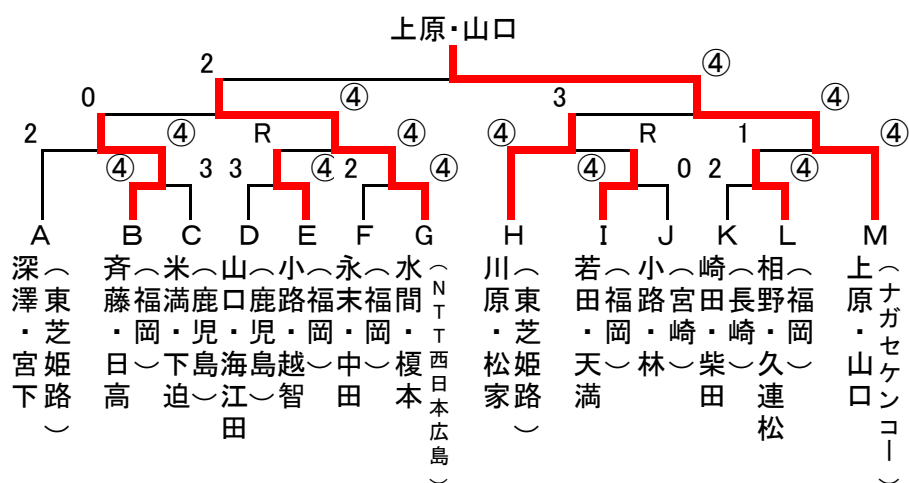 上原・山口
2
④
0
④
3
④
2
④
R
④
④
R
1
④
④
3
3
④
2
④
④
0
2
④
A
B
C
D
E
F
G
H
I
J
K
L
M
深澤・宮下
(東芝姫路)
斉藤・日高
(福岡)
米満・下迫
(鹿児島)
山口・海江田
(鹿児島)
小路・越智
(福岡)
永末・中田
(福岡)
水間・榎本
(NTT西日本広島)
川原・松家
(東芝姫路)
若田・天満
(福岡)
小路・林
(宮崎)
崎田・柴田
(長崎)
相野・久連松
(福岡)
上原・山口
(ナガセケンコー)